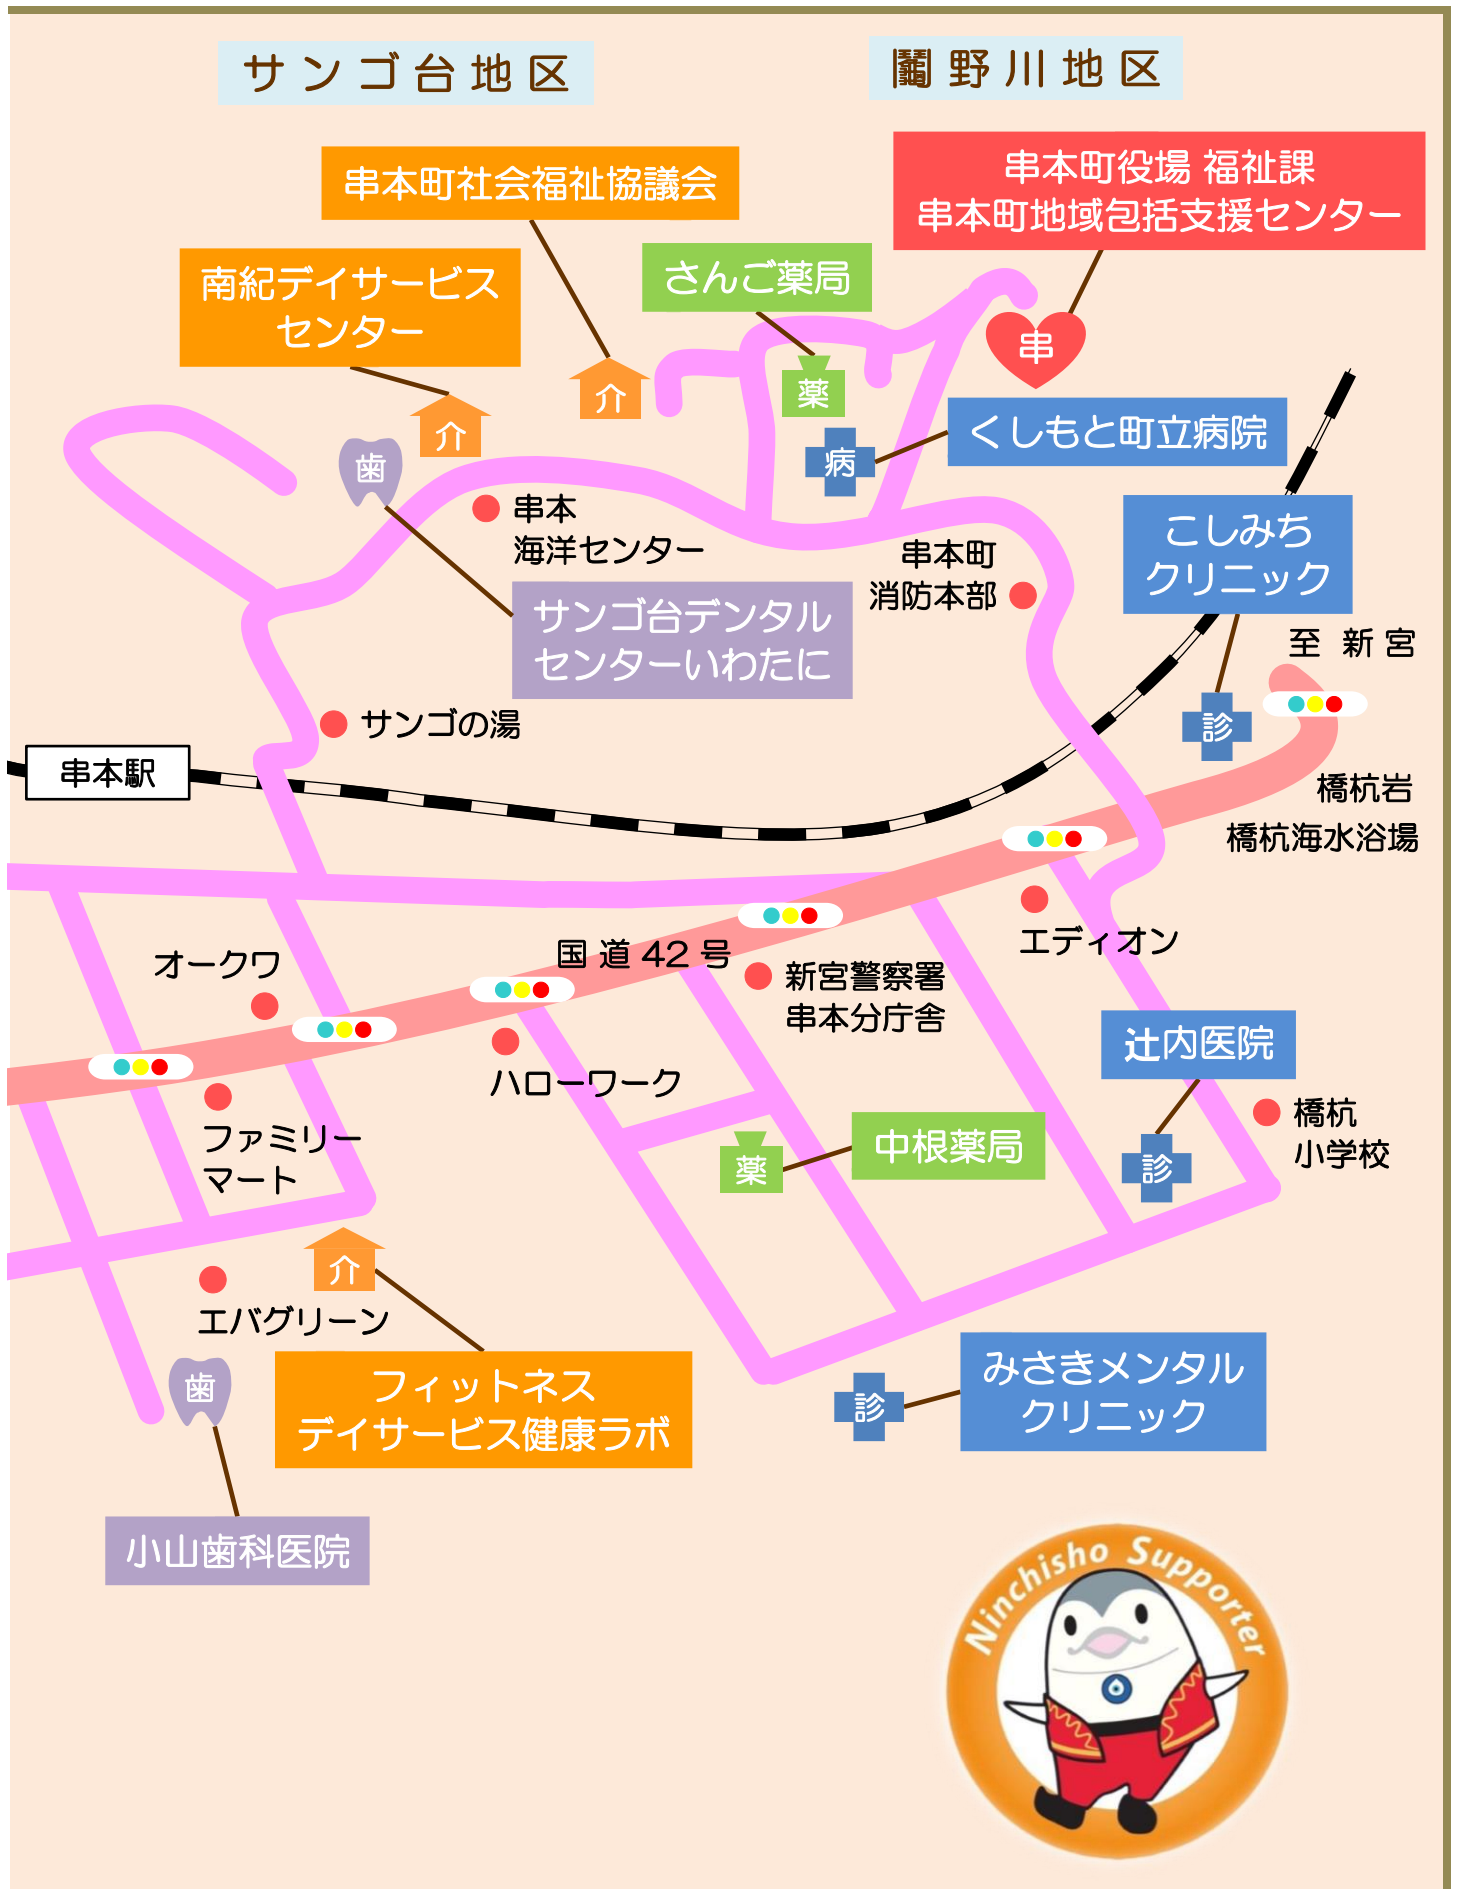 サンゴ台地区
鬮野川地区
串本町役場 福祉課
串本町地域包括支援センター
串本町社会福祉協議会
南紀デイサービス
センター
さんご薬局
串
介
薬
介
くしもと町立病院
病
歯
串本
海洋センター
こしみち
クリニック
串本町
消防本部
サンゴ台デンタル
センターいわたに
至 新宮
サンゴの湯
診
串本駅
橋杭岩
橋杭海水浴場
エディオン
国道42号
オークワ
新宮警察署
串本分庁舎
辻内医院
ハローワーク
橋杭
小学校
ファミリー
マート
中根薬局
薬
診
介
エバグリーン
みさきメンタル
クリニック
診
歯
フィットネス
デイサービス健康ラボ
小山歯科医院
Ninchisho Supporter